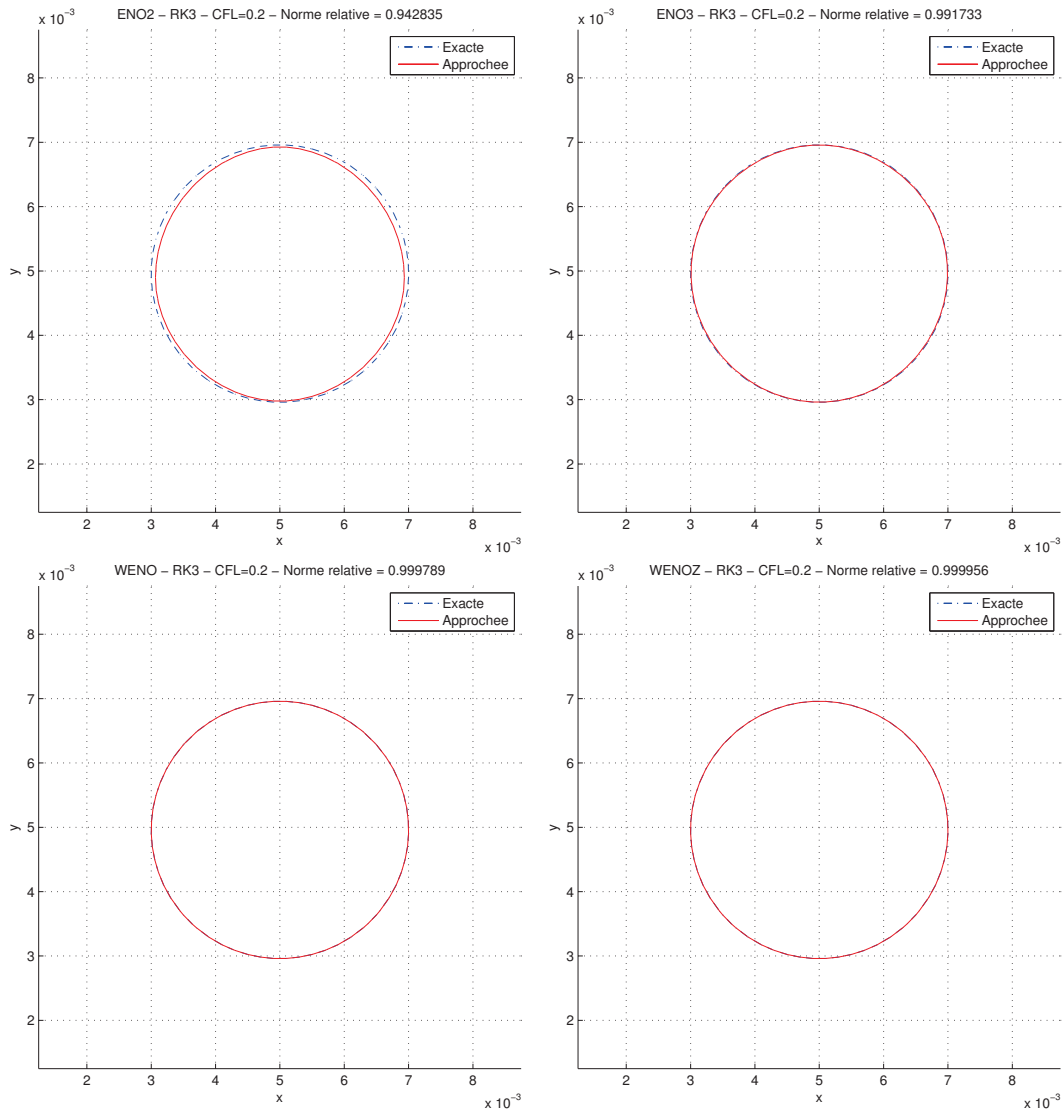 ENO2 – RK3 – CFL=0.2 – Norme relative = 0.942835
x 10⁻³
Exacte
Approchee
8
7
6
5
4
3
2
y
2 3 4 5 6 7 8
x
x 10⁻³
ENO3 – RK3 – CFL=0.2 – Norme relative = 0.991733
x 10⁻³
Exacte
Approchee
8
7
6
5
4
3
2
y
2 3 4 5 6 7 8
x
x 10⁻³
WENO – RK3 – CFL=0.2 – Norme relative = 0.999789
x 10⁻³
Exacte
Approchee
8
7
6
5
4
3
2
y
2 3 4 5 6 7 8
x
x 10⁻³
WENOZ – RK3 – CFL=0.2 – Norme relative = 0.999956
x 10⁻³
Exacte
Approchee
8
7
6
5
4
3
2
y
2 3 4 5 6 7 8
x
x 10⁻³